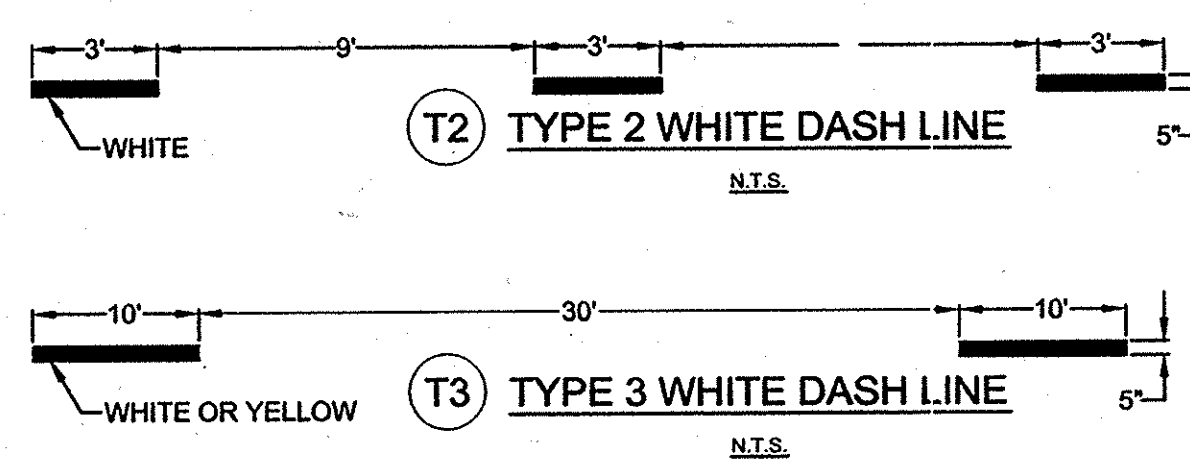 3' 9' 3' 3'
WHITE
T2 TYPE 2 WHITE DASH LINE
5"
N.T.S.
10' 30' 10'
WHITE OR YELLOW
T3 TYPE 3 WHITE DASH LINE
5"
N.T.S.